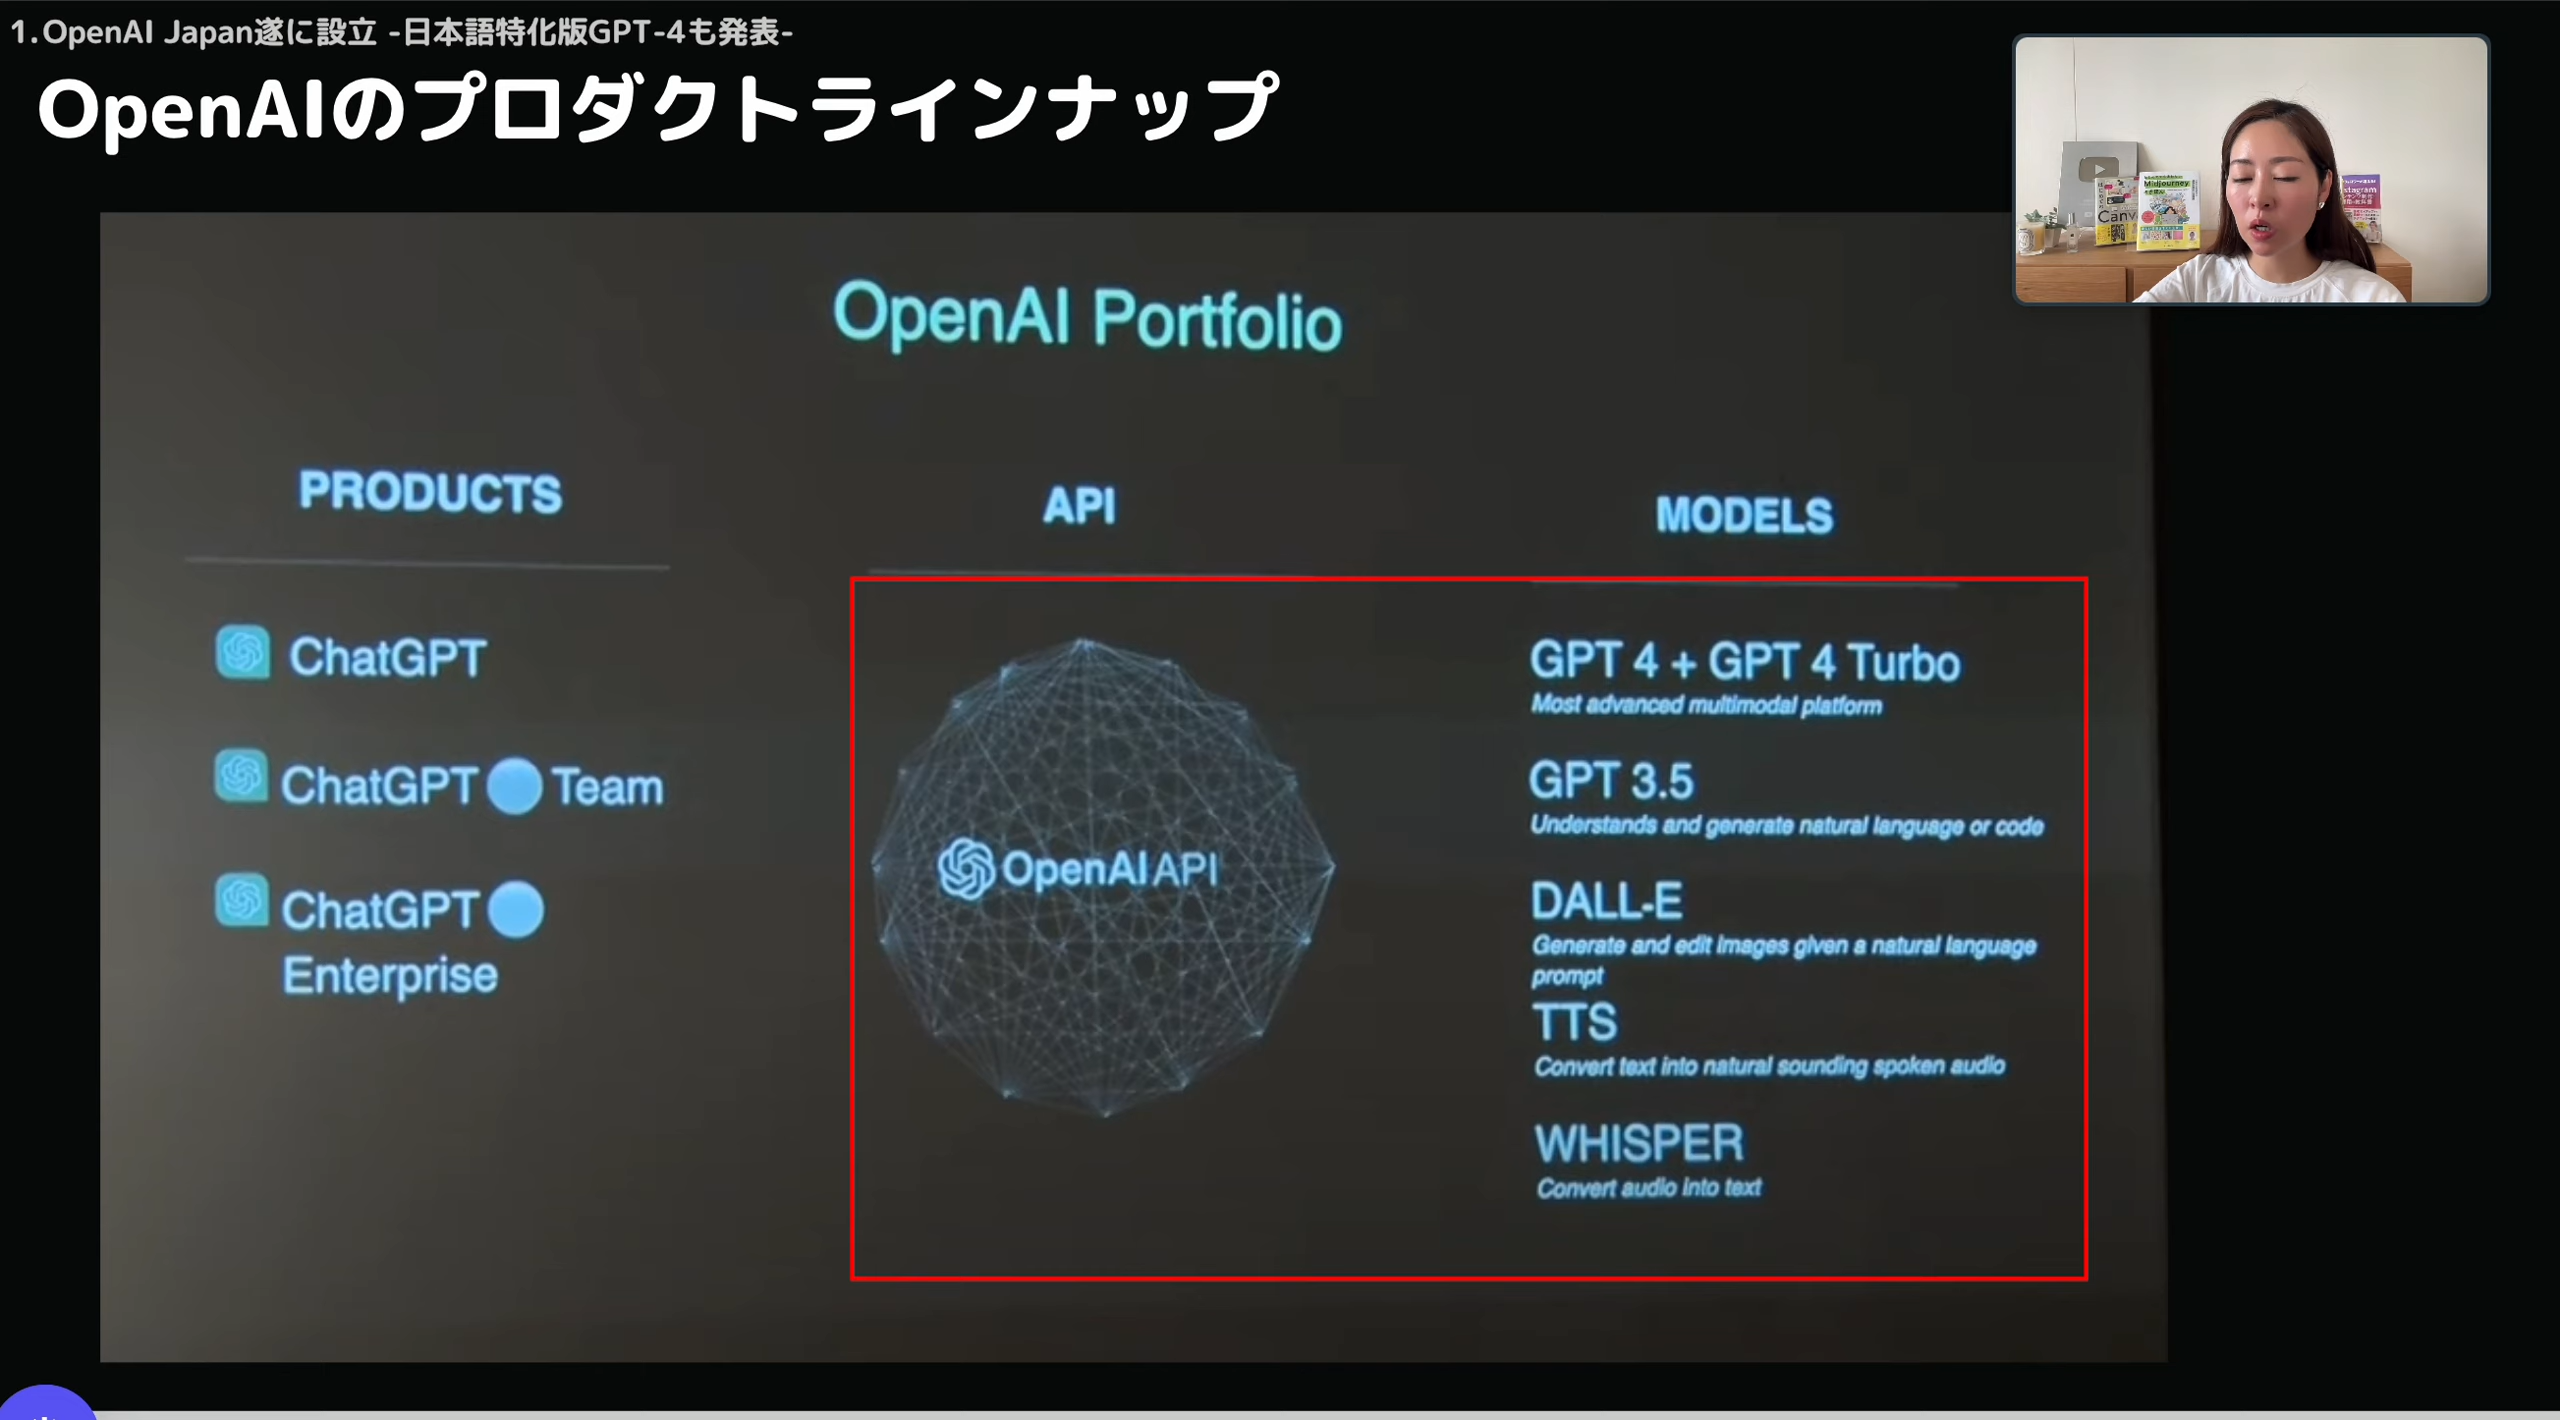 1.OpenAI Japan遂に設立 -日本語特化版GPT-4も発表-
OpenAIのプロダクトラインナップ
Midjourney
Canv
stagram
OpenAI Portfolio
PRODUCTS
API
MODELS
ChatGPT
ChatGPT Team
ChatGPT
Enterprise
OpenAI API
GPT 4 + GPT 4 Turbo
Most advanced multimodal platform
GPT 3.5
Understands and generate natural language or code
DALL-E
Generate and edit images given a natural language
prompt
TTS
Convert text into natural sounding spoken audio
WHISPER
Convert audio into text